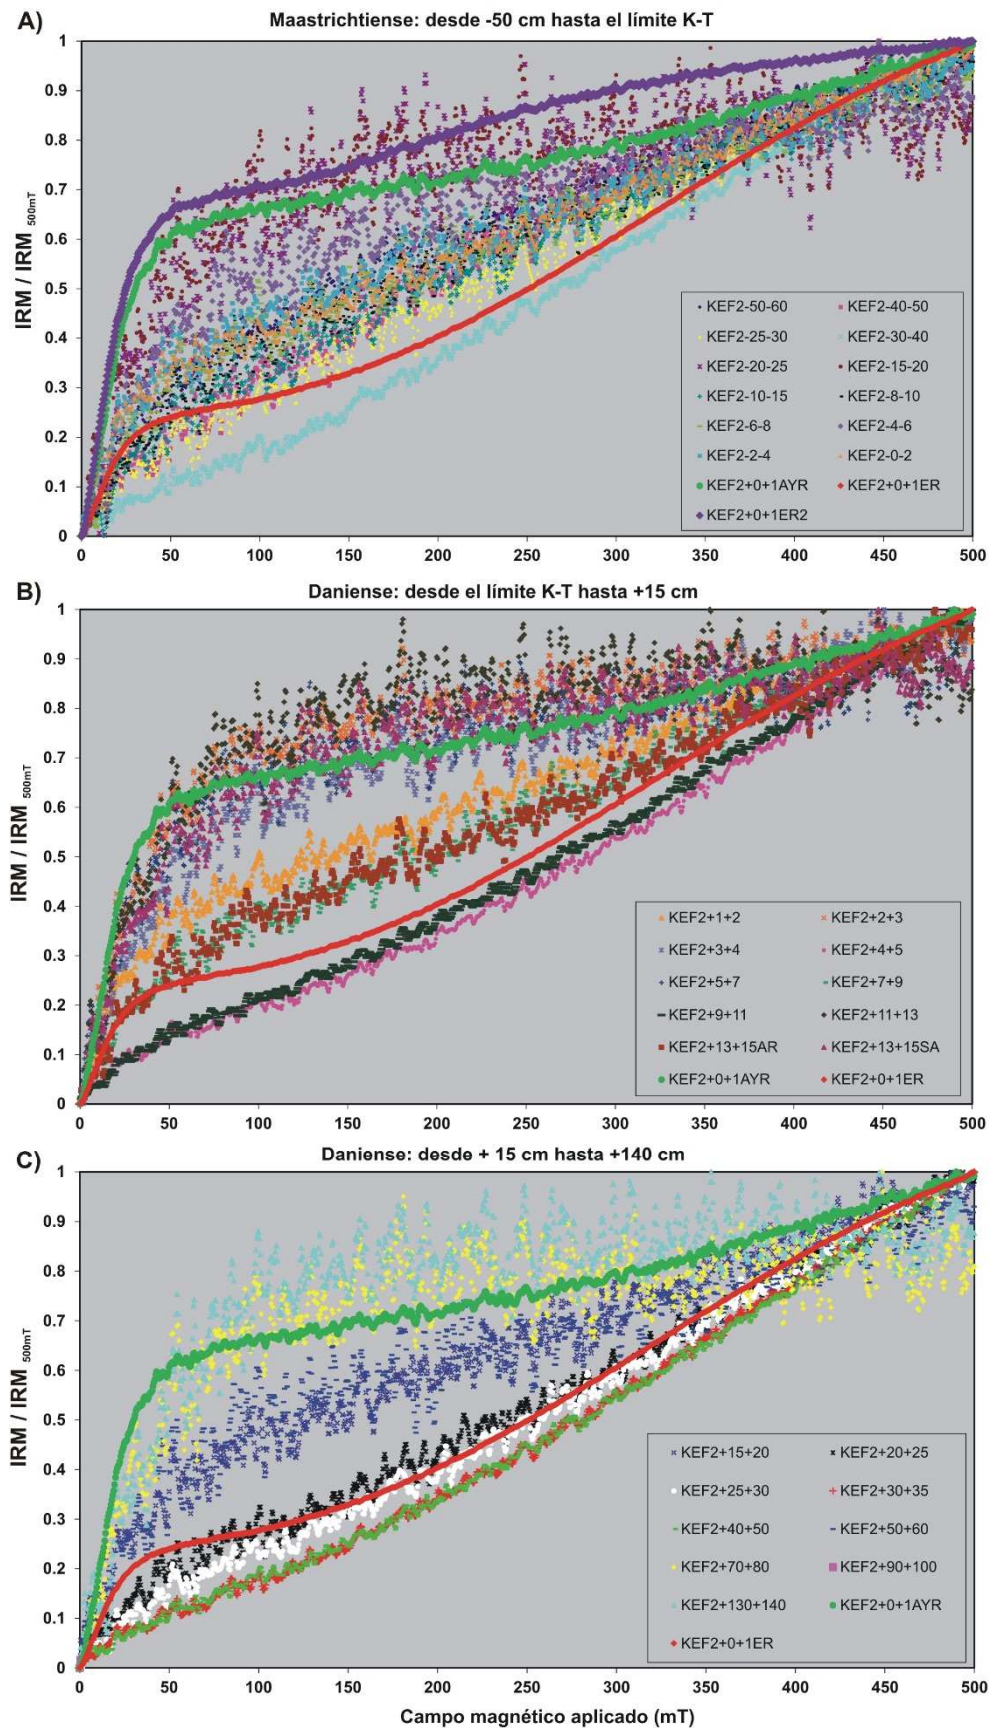 A)
Maastrichtiense: desde -50 cm hasta el límite K-T
1
0.9
0.8
0.7
0.6
0.5
0.4
0.3
0.2
0.1
0
IRM / IRM 500mT
KEF2-50-60 KEF2-40-50
KEF2-25-30 KEF2-30-40
KEF2-20-25 KEF2-15-20
KEF2-10-15 KEF2-8-10
KEF2-6-8 KEF2-4-6
KEF2-2-4 KEF2-0-2
KEF2+0+1AYR KEF2+0+1ER
KEF2+0+1ER2
0 50 100 150 200 250 300 350 400 450 500
B)
Daniense: desde el límite K-T hasta +15 cm
1
0.9
0.8
0.7
0.6
0.5
0.4
0.3
0.2
0.1
0
IRM / IRM 500mT
KEF2+1+2 KEF2+2+3
KEF2+3+4 KEF2+4+5
KEF2+5+7 KEF2+7+9
KEF2+9+11 KEF2+11+13
KEF2+13+15AR KEF2+13+15SA
KEF2+0+1AYR KEF2+0+1ER
0 50 100 150 200 250 300 350 400 450 500
C)
Daniense: desde + 15 cm hasta +140 cm
1
0.9
0.8
0.7
0.6
0.5
0.4
0.3
0.2
0.1
0
IRM / IRM 500mT
KEF2+15+20 KEF2+20+25
KEF2+25+30 KEF2+30+35
KEF2+40+50 KEF2+50+60
KEF2+70+80 KEF2+90+100
KEF2+130+140 KEF2+0+1AYR
KEF2+0+1ER
0 50 100 150 200 250 300 350 400 450 500
Campo magnético aplicado (mT)